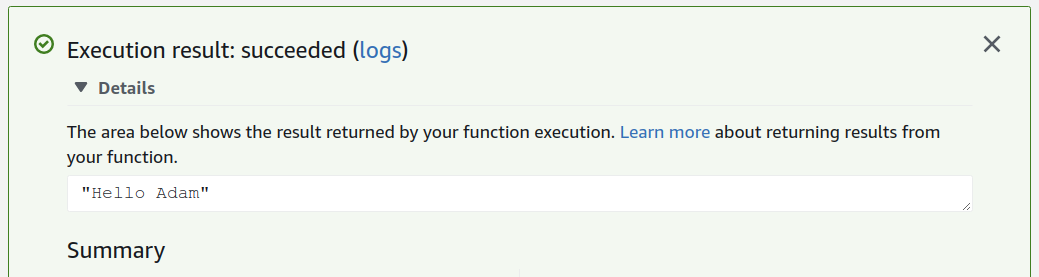 Execution result: succeeded (logs)
Details
The area below shows the result returned by your function execution. Learn more about returning results from
your function.
"Hello Adam"
Summary